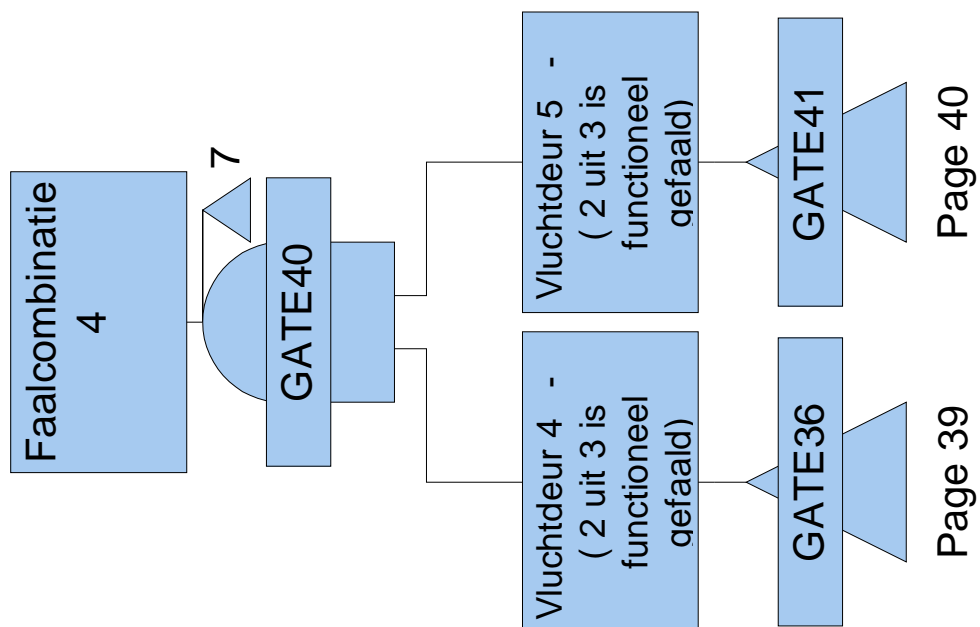 Faalcombinatie
4
7
GATE40
Vluchtdeur 4 -
( 2 uit 3 is
functioneel
gefaald)
GATE36
Page 39
Vluchtdeur 5 -
( 2 uit 3 is
functioneel
gefaald)
GATE41
Page 40